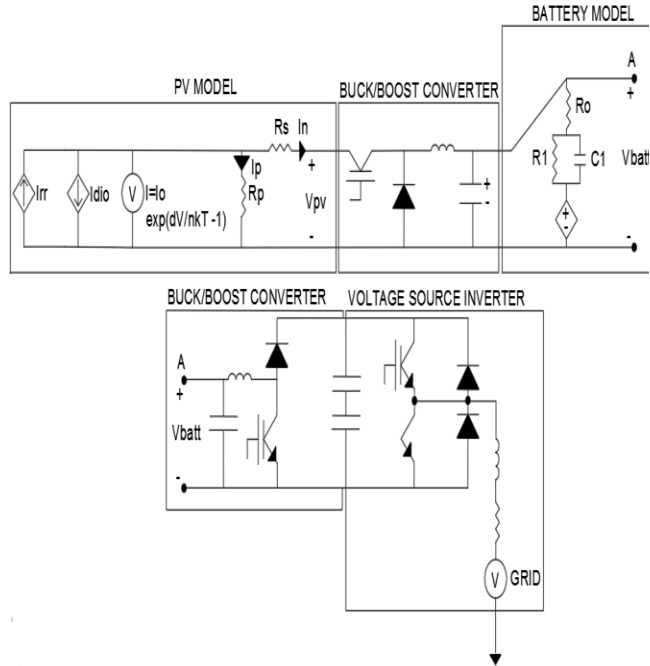 BATTERY MODEL
PV MODEL
BUCK/BOOST CONVERTER
A
+
Ro
Rs
In
Ip
+
R1
C1
Vbatt
Irr
Idio
V
I=Io
exp(dV/nkT -1)
Rp
Vpv
+
-
+
-
-
-
BUCK/BOOST CONVERTER
VOLTAGE SOURCE INVERTER
A
+
Vbatt
-
V
GRID